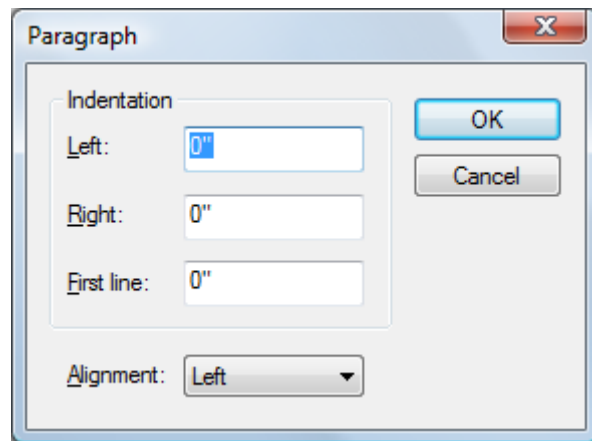 Paragraph
Indentation
Left: 0"
Right: 0"
First line: 0"
Alignment: Left
OK
Cancel